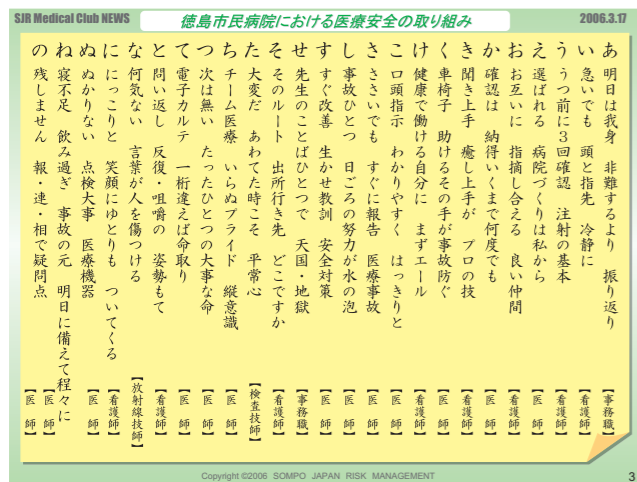 SJR Medical Club NEWS
徳島市民病院における医療安全の取り組み
2006.3.17
あ 明日は我身 非難するより 振り返り 【事務職】
い 急いでも 頭と指先 冷静に 【看護師】
う うつ前に3回確認 注射の基本 【看護師】
え 選ばれる 病院づくりは私から 【医 師】
お お互いに 指摘し合える 良い仲間 【看護師】
か 確認は 納得いくまで何度でも 【看護師】
き 聞き上手 癒し上手が プロの技 【看護師】
く 車椅子 助けるその手が事故防ぐ 【医 師】
け 健康で働ける自分に まずエール 【看護師】
こ 口頭指示 わかりやすく はっきりと 【医 師】
さ ささいでも すぐに報告 医療事故 【医 師】
し 事故ひとつ 日ごろの努力が水の泡 【医 師】
す すぐ改善 生かせ教訓 安全対策 【医 師】
せ 先生のことばひとつで 天国・地獄 【事務職】
そ そのルート 出所行き先 どこですか 【看護師】
た 大変だ あわてた時こそ 平常心 【検査技師】
ち チーム医療 いらぬプライド 縦意識 【医 師】
つ 次は無い たったひとつの大事な命 【医 師】
て 電子カルテ 一桁違えば命取り 【医 師】
と 問い返し 反復・咀嚼の 姿勢もて 【看護師】
な 何気ない 言葉が人を傷つける 【放射線技師】
に にっこりと 笑顔にゆとりも ついてくる 【看護師】
ぬ ぬかりない 点検大事 医療機器 【医 師】
ね 寝不足 飲み過ぎ 事故の元 明日に備えて程々に 【医 師】
の 残しません 報・連・相で疑問点 【医 師】
Copyright ©2006 SOMPO JAPAN RISK MANAGEMENT
3